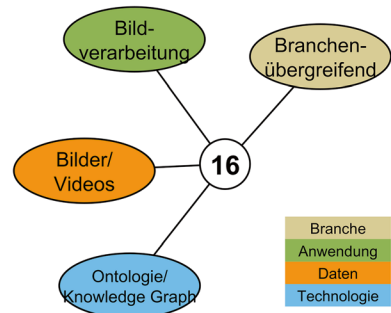 Bild-
verarbeitung
Branchen-
übergreifend
Bilder/
Videos
16
Ontologie/
Knowledge Graph
Branche
Anwendung
Daten
Technologie